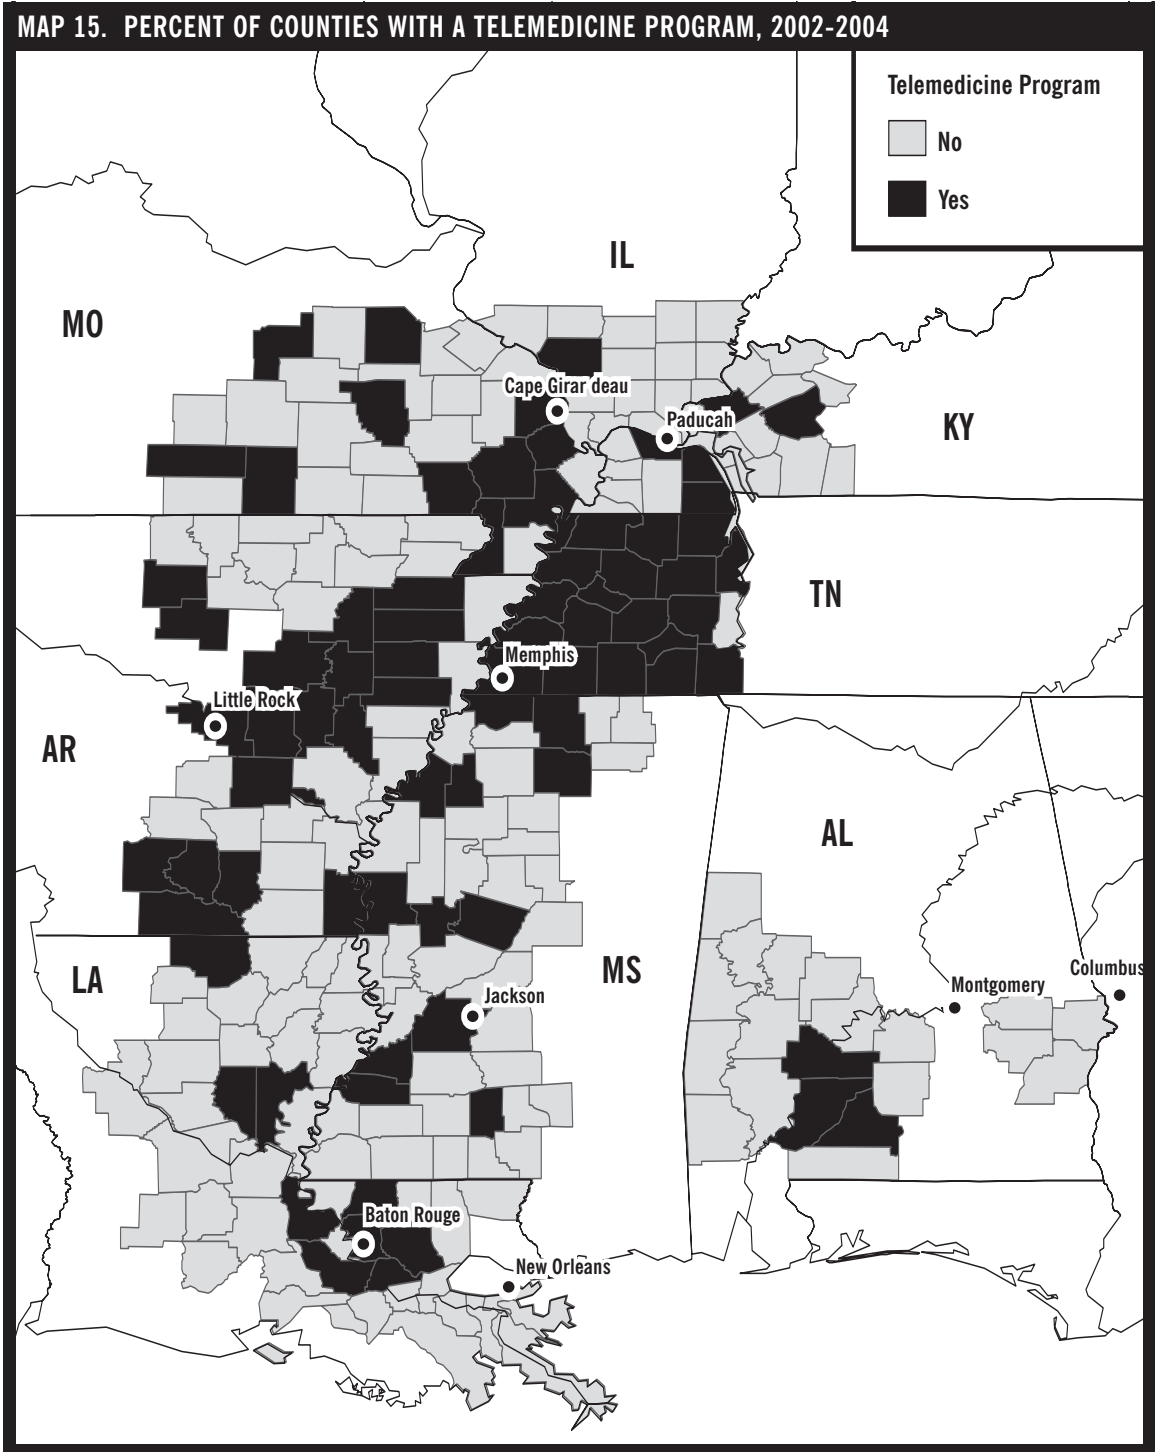 MAP 15. PERCENT OF COUNTIES WITH A TELEMEDICINE PROGRAM, 2002-2004
Telemedicine Program
No
Yes
IL
MO
Cape Girar deau
Paducah
KY
TN
Memphis
Little Rock
AR
AL
LA
MS
Columbus
Montgomery
Jackson
Baton Rouge
New Orleans